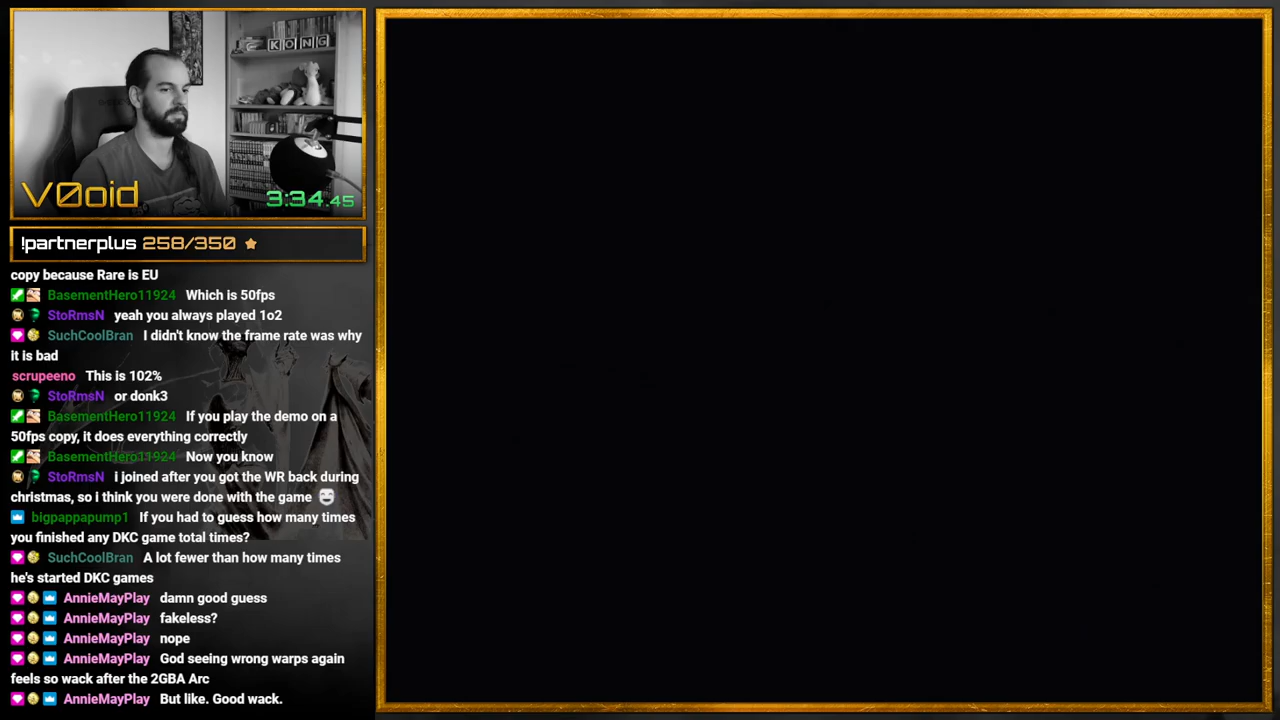 KONG
VØoid
3:34.45
!partnerplus 258/350
copy because Rare is EU
BasementHero11924 Which is 50fps
StoRmsN yeah you always played 1o2
SuchCoolBran I didn't know the frame rate was why
it is bad
scrupeeno This is 102%
StoRmsN or donk3
BasementHero11924 If you play the demo on a
50fps copy, it does everything correctly
BasementHero11924 Now you know
StoRmsN i joined after you got the WR back during
christmas, so i think you were done with the game
bigpappapump1 If you had to guess how many times
you finished any DKC game total times?
SuchCoolBran A lot fewer than how many times
he's started DKC games
AnnieMayPlay damn good guess
AnnieMayPlay fakeless?
AnnieMayPlay nope
AnnieMayPlay God seeing wrong warps again
feels so wack after the 2GBA Arc
AnnieMayPlay But like. Good wack.